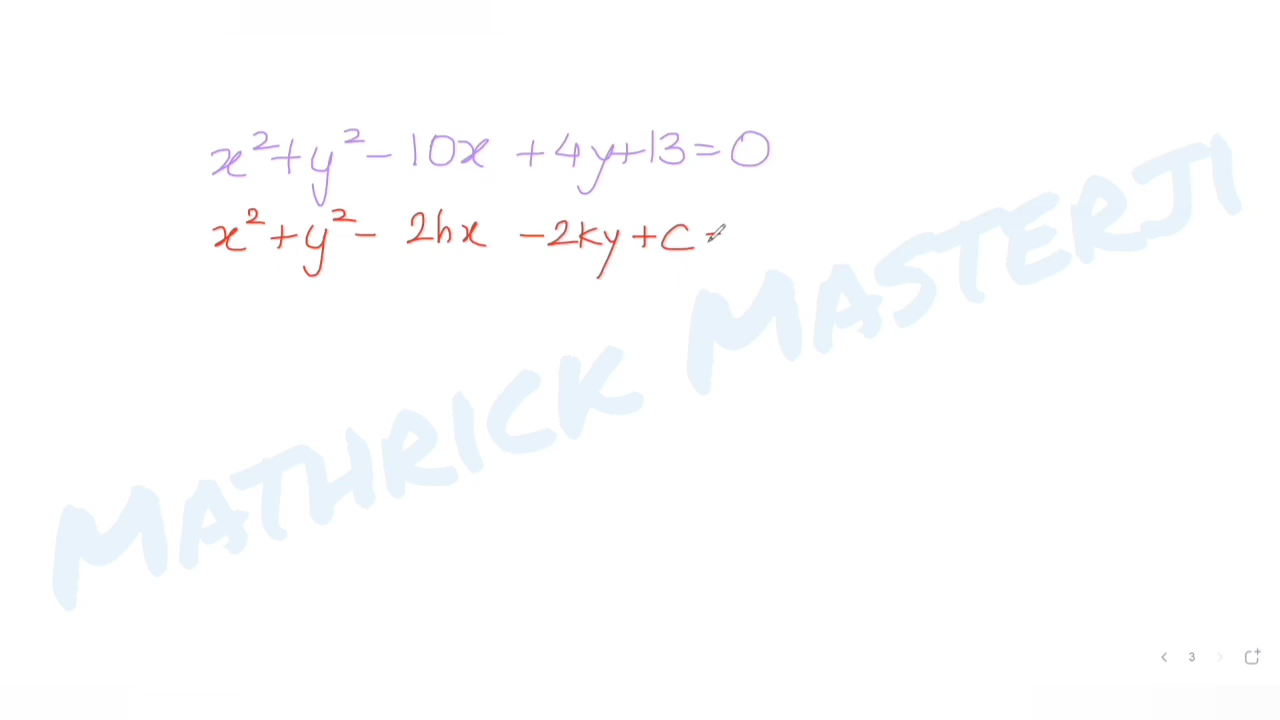 x² + y² - 10x + 4y + 13 = 0
x² + y² - 2hx - 2ky + C =
MATHRICK MASTERJI
3